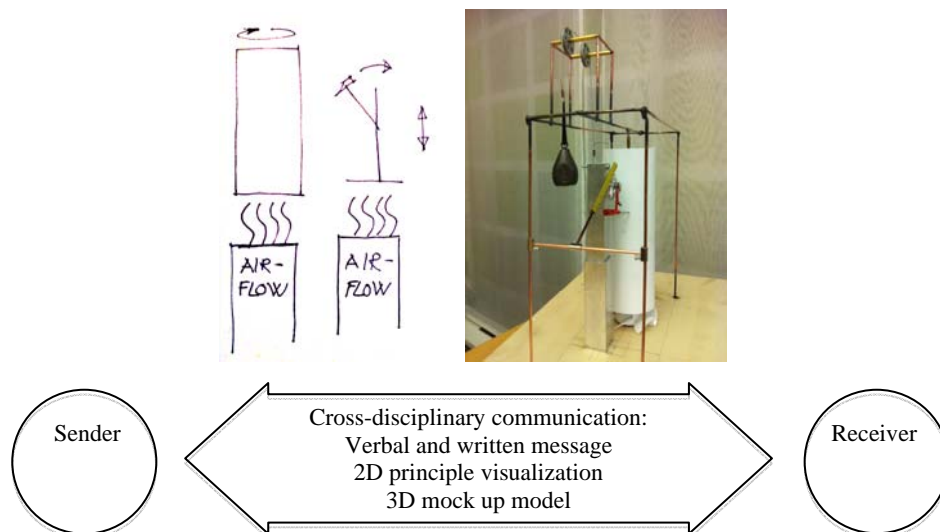 AIR-
FLOW
AIR-
FLOW
Sender
Cross-disciplinary communication:
Verbal and written message
2D principle visualization
3D mock up model
Receiver